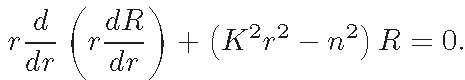 r d/dr ( r dR/dr ) + ( K²r² − n² ) R = 0.